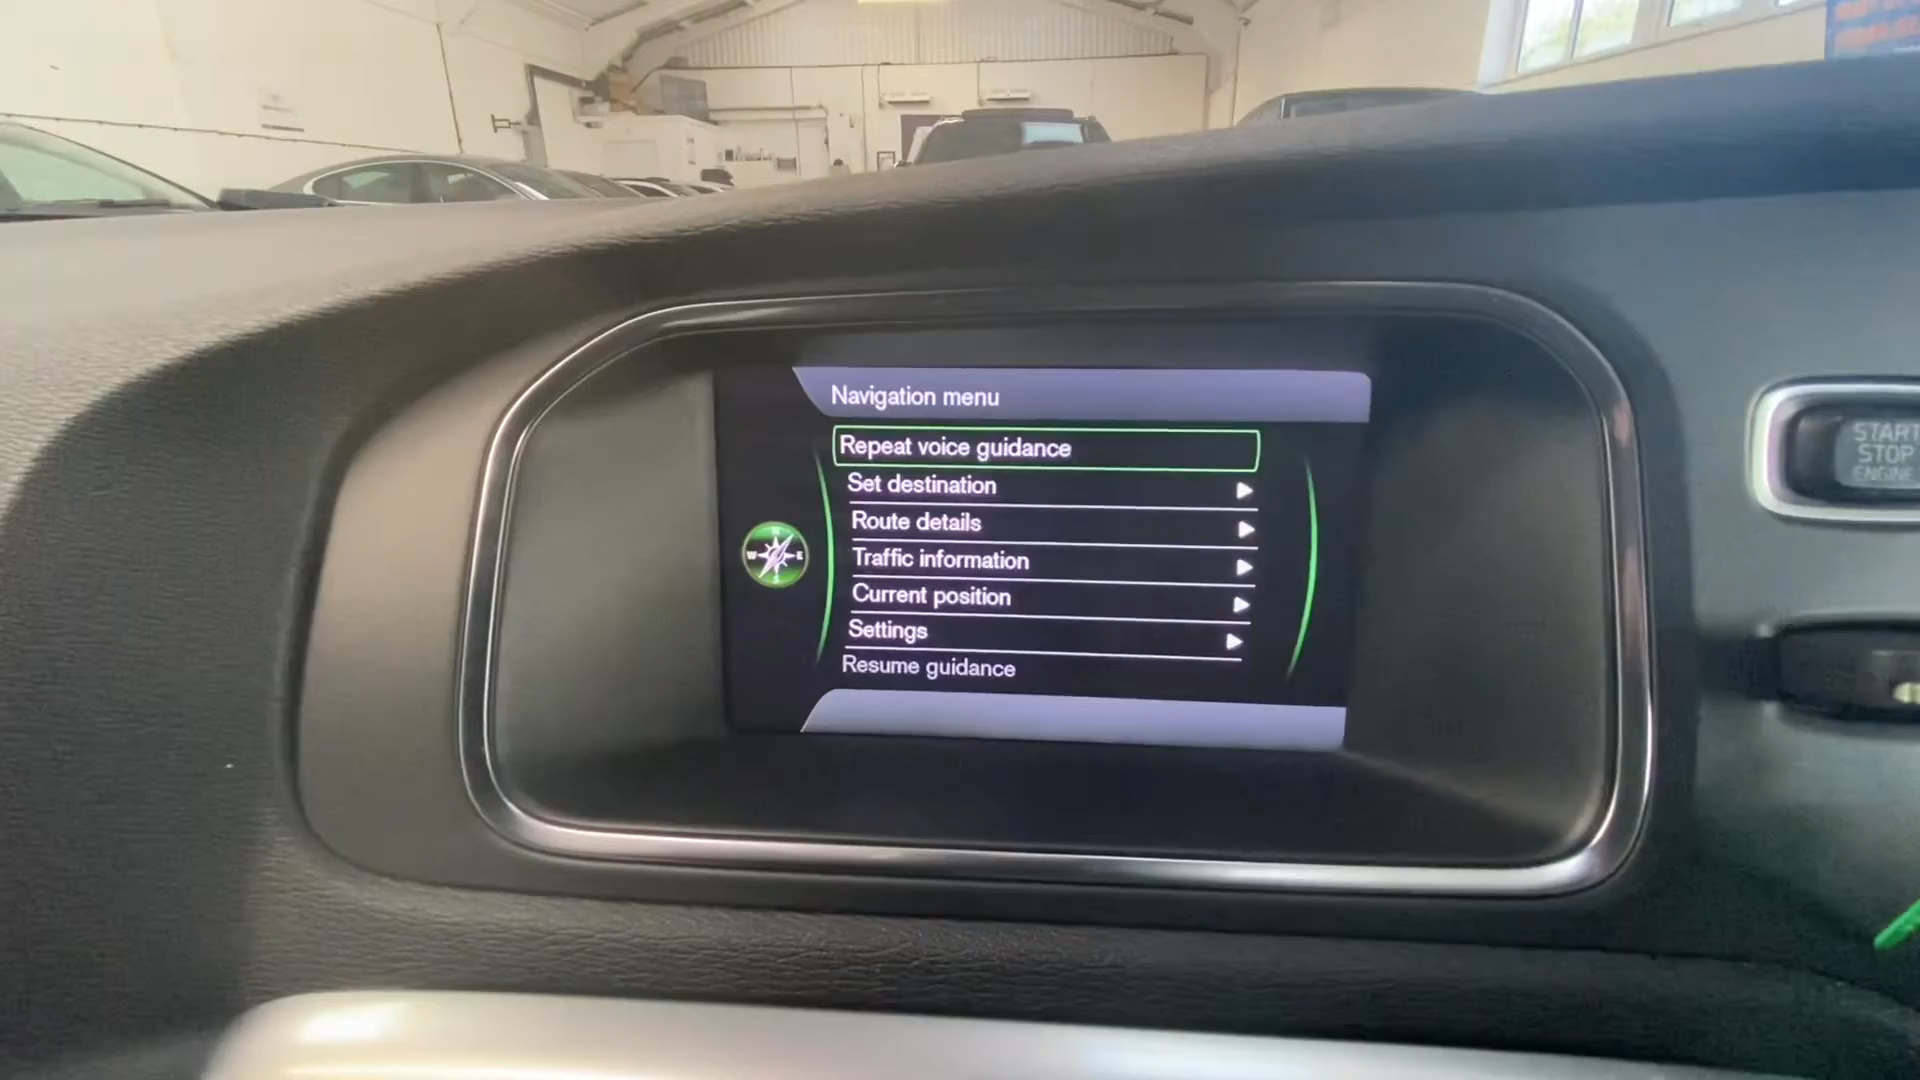 Navigation menu
Repeat voice guidance
Set destination
Route details
Traffic information
Current position
Settings
Resume guidance
W E
S
START
STOP
ENGINE